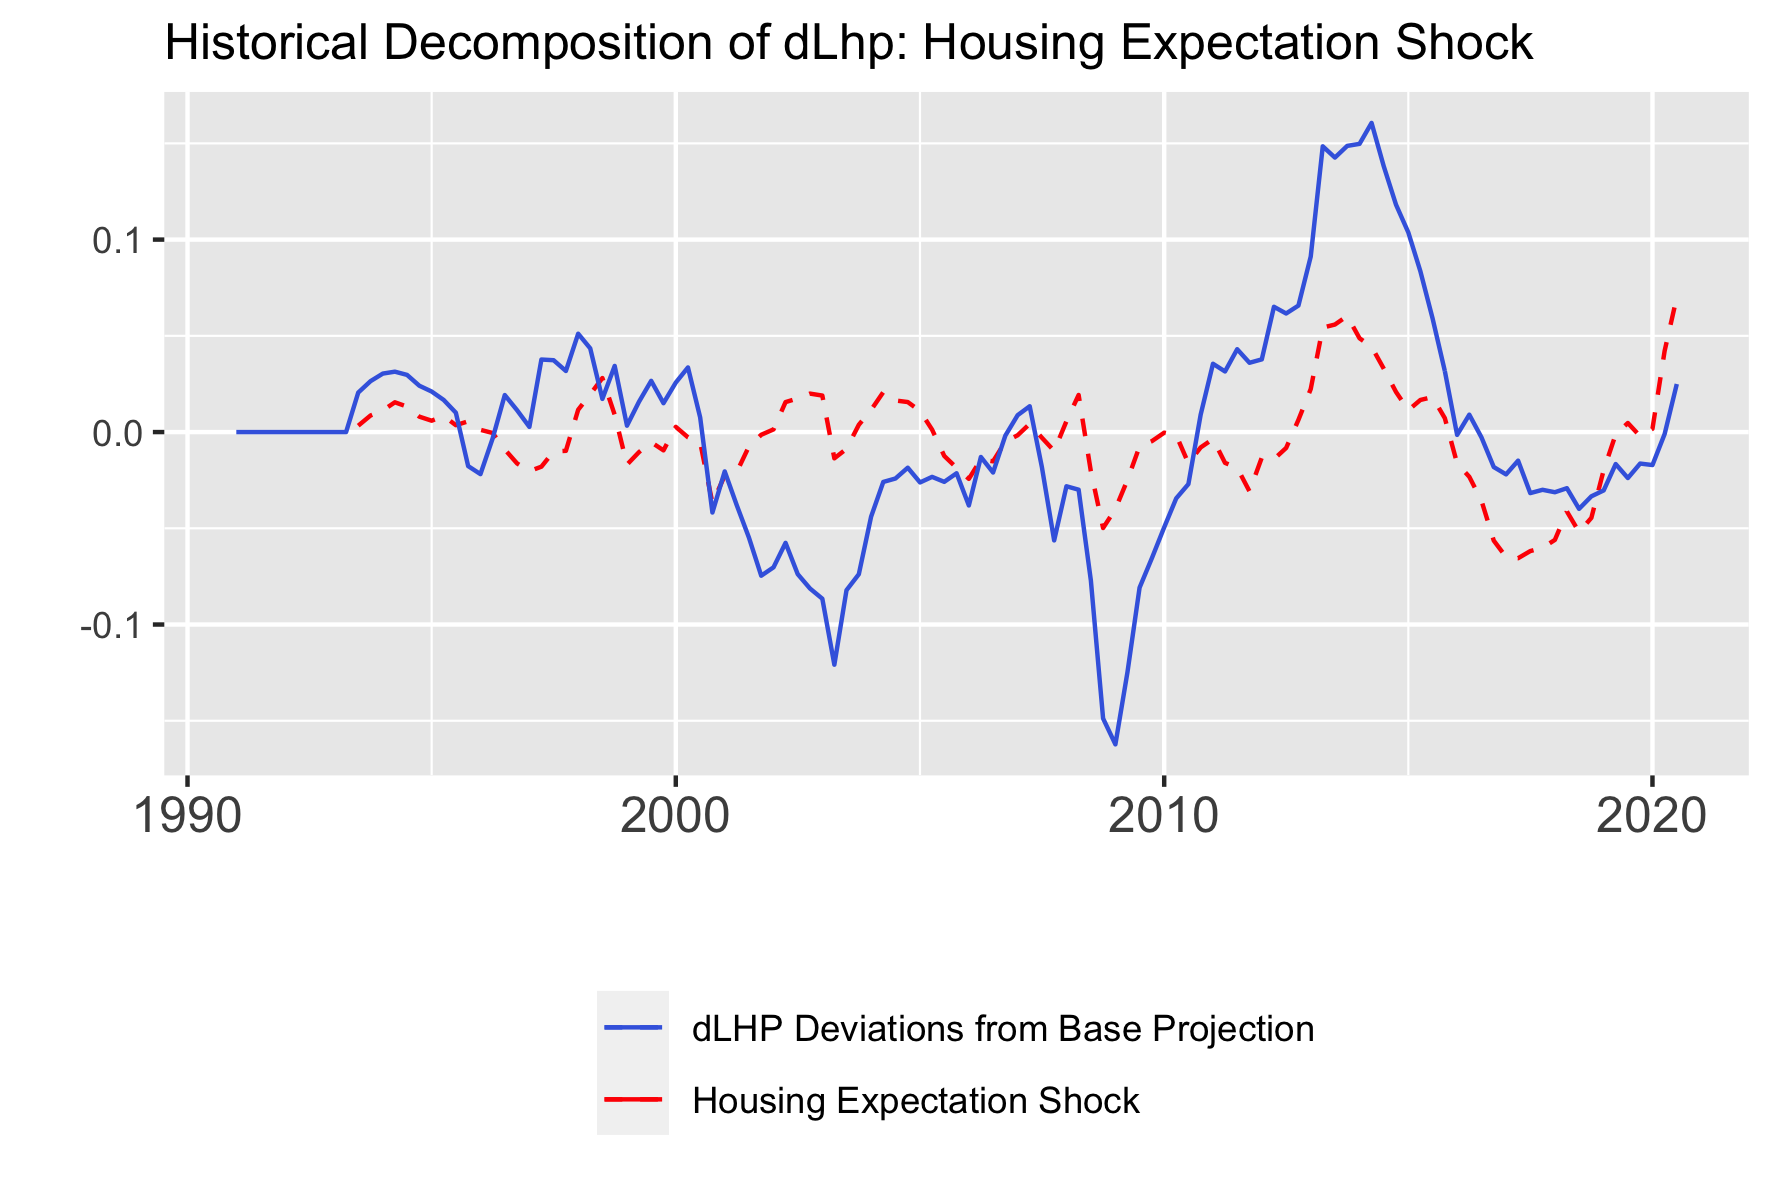 Historical Decomposition of dLhp: Housing Expectation Shock
0.1
0.0
-0.1
1990 2000 2010 2020
dLHP Deviations from Base Projection
Housing Expectation Shock